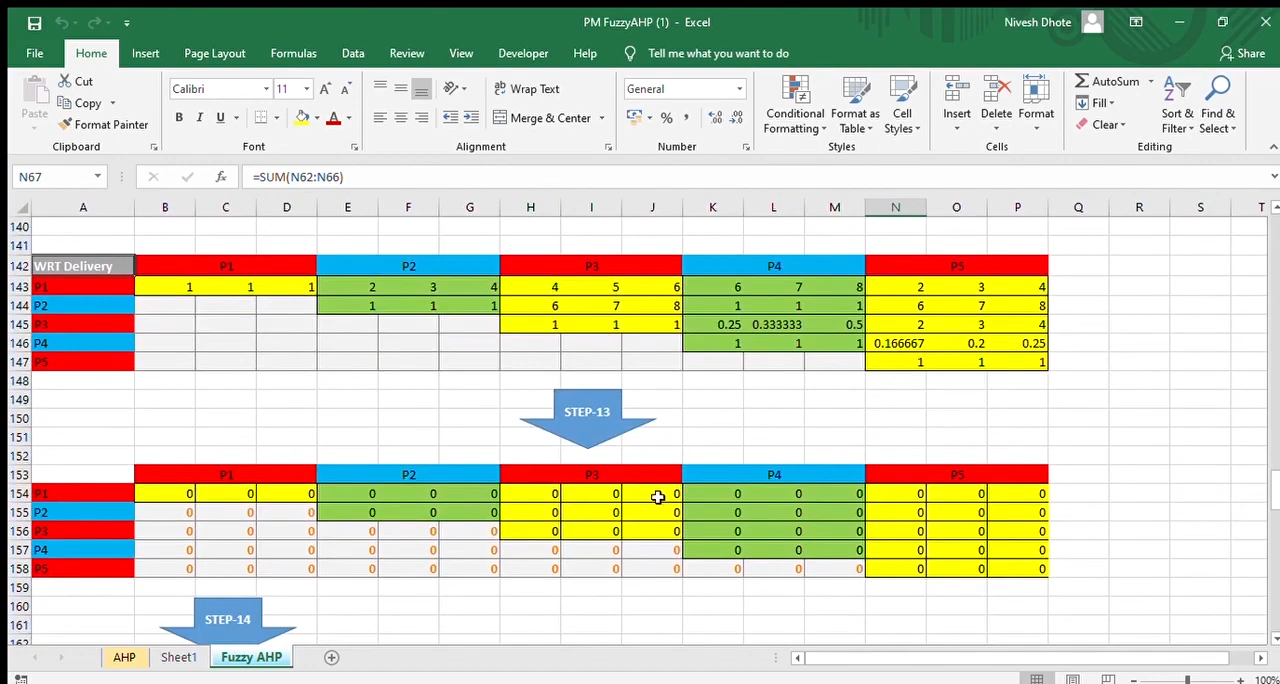 PM FuzzyAHP (1) - Excel
Nivesh Dhote
File Home Insert Page Layout Formulas Data Review View Developer Help Tell me what you want to do Share
Paste
Cut
Copy
Format Painter
Clipboard
Calibri 11
B I U
Font
Wrap Text
Merge & Center
Alignment
General
Number
Conditional Formatting
Format as Table
Cell Styles
Styles
Insert Delete Format
Cells
AutoSum
Fill
Clear
Sort & Filter
Find & Select
Editing
N67 fx =SUM(N62:N66)
A B C D E F G H I J K L M N O P Q R S T
140
141
142 WRT Delivery P1 P2 P3 P4 P5
143 P1 1 1 1 2 3 4 4 5 6 6 7 8 2 3 4
144 P2 1 1 1 6 7 8 1 1 1 6 7 8
145 P3 1 1 1 0.25 0.333333 0.5 2 3 4
146 P4 1 1 1 0.166667 0.2 0.25
147 P5 1 1 1
148
149
150
151
152
STEP-13
153 P1 P2 P3 P4 P5
154 P1 0 0 0 0 0 0 0 0 0 0 0 0 0 0 0
155 P2 0 0 0 0 0 0 0 0 0 0 0 0 0 0 0
156 P3 0 0 0 0 0 0 0 0 0 0 0 0 0 0 0
157 P4 0 0 0 0 0 0 0 0 0 0 0 0 0 0 0
158 P5 0 0 0 0 0 0 0 0 0 0 0 0 0 0 0
159
160
161
162
STEP-14
AHP Sheet1 Fuzzy AHP
100%